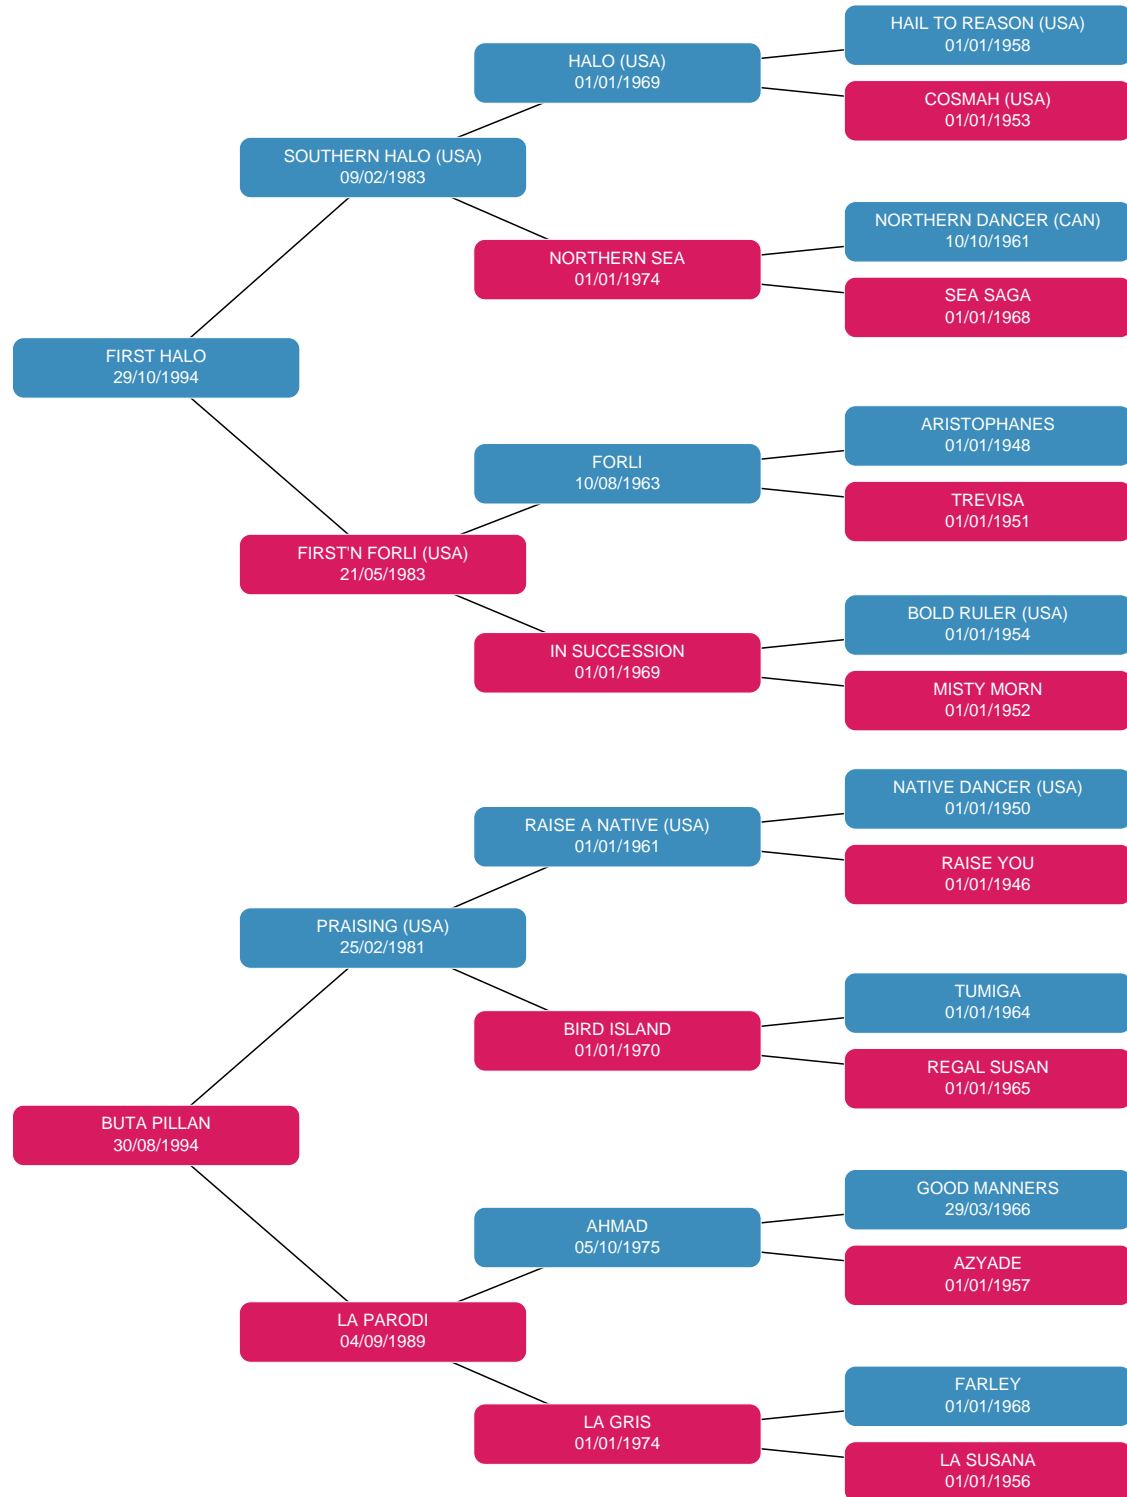 HAIL TO REASON (USA)
01/01/1958
HALO (USA)
01/01/1969
COSMAH (USA)
01/01/1953
SOUTHERN HALO (USA)
09/02/1983
NORTHERN DANCER (CAN)
10/10/1961
NORTHERN SEA
01/01/1974
SEA SAGA
01/01/1968
FIRST HALO
29/10/1994
ARISTOPHANES
01/01/1948
FORLI
10/08/1963
TREVISA
01/01/1951
FIRST'N FORLI (USA)
21/05/1983
BOLD RULER (USA)
01/01/1954
IN SUCCESSION
01/01/1969
MISTY MORN
01/01/1952
NATIVE DANCER (USA)
01/01/1950
RAISE A NATIVE (USA)
01/01/1961
RAISE YOU
01/01/1946
PRAISING (USA)
25/02/1981
TUMIGA
01/01/1964
BIRD ISLAND
01/01/1970
REGAL SUSAN
01/01/1965
BUTA PILLAN
30/08/1994
GOOD MANNERS
29/03/1966
AHMAD
05/10/1975
AZYADE
01/01/1957
LA PARODI
04/09/1989
FARLEY
01/01/1968
LA GRIS
01/01/1974
LA SUSANA
01/01/1956